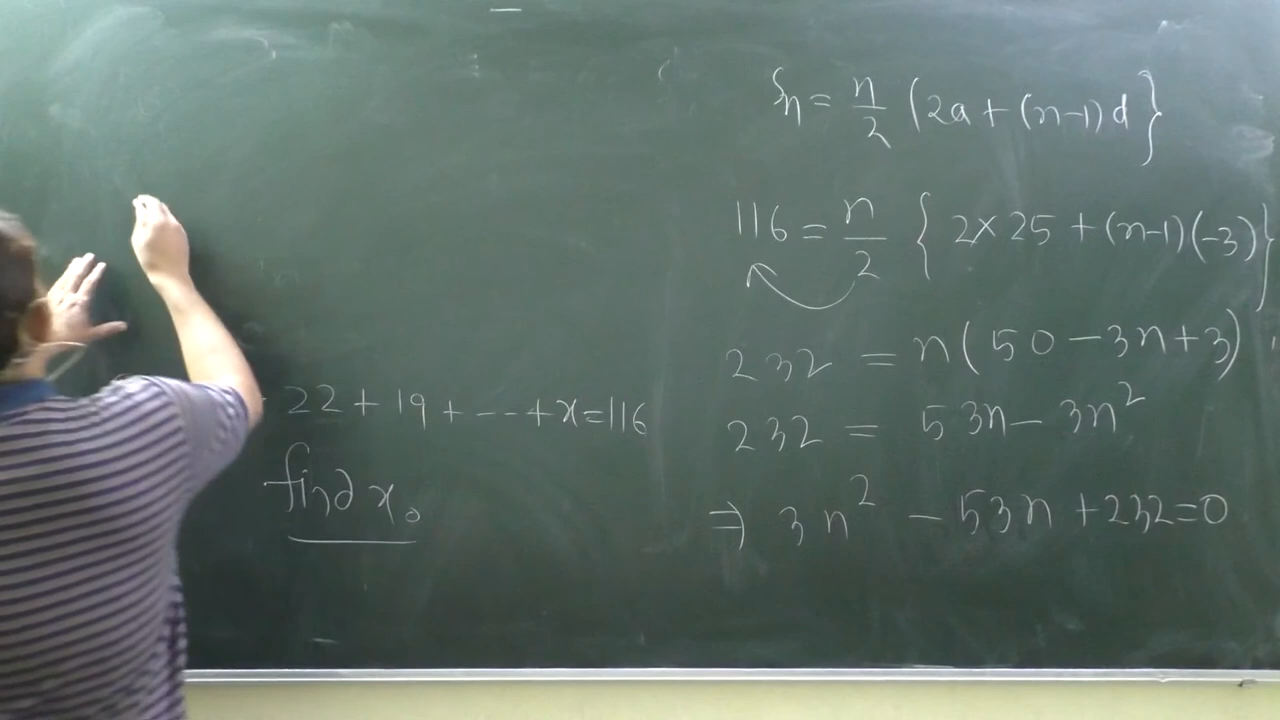 22 + 19 + --- + x = 116
find x.
Sn = n/2 (2a + (n-1)d}
116 = n/2 { 2×25 + (n-1)(-3)}
232 = n(50 - 3n + 3)
232 = 53n - 3n²
⇒ 3n² - 53n + 232 = 0